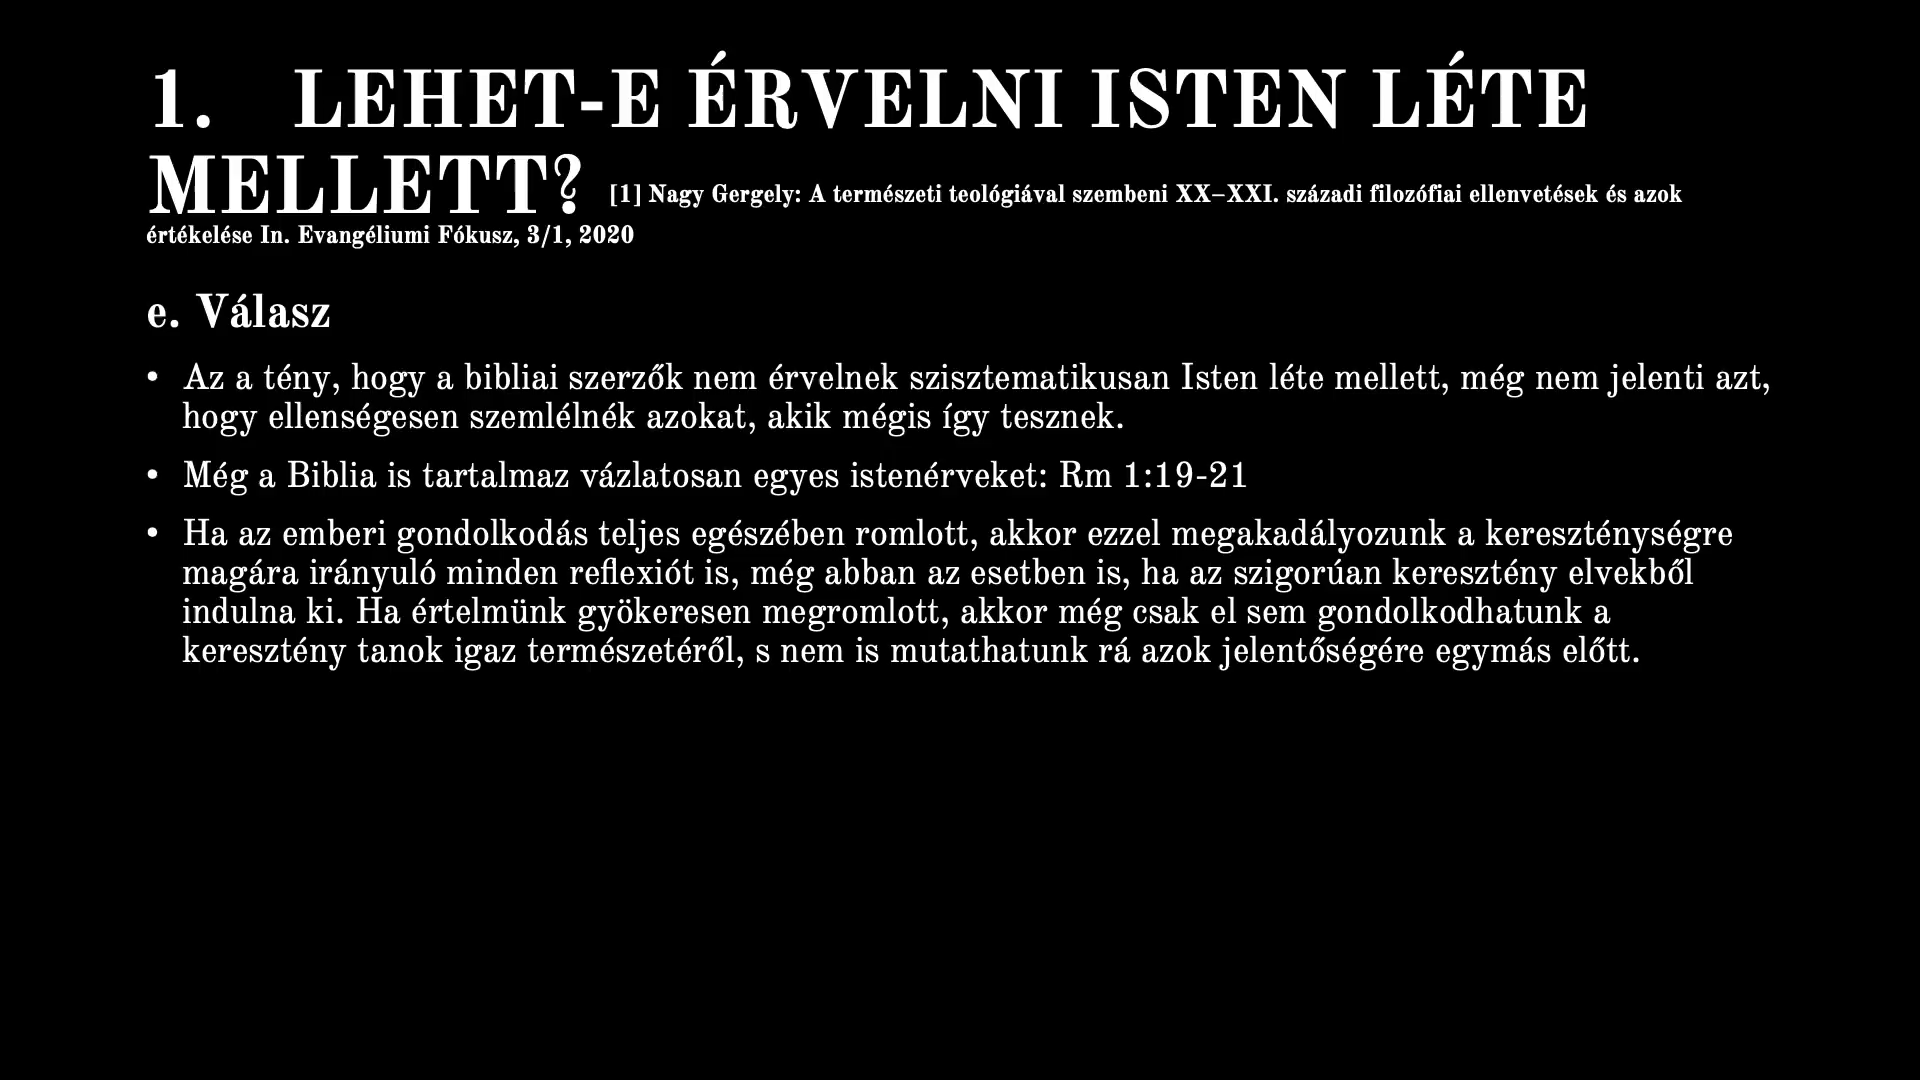 1. LEHET-E ÉRVELNI ISTEN LÉTE
MELLETT? [1] Nagy Gergely: A természeti teológiával szembeni XX–XXI. századi filozófiai ellenvetések és azok
értékelése In. Evangéliumi Fókusz, 3/1, 2020
e. Válasz
• Az a tény, hogy a bibliai szerzők nem érvelnek szisztematikusan Isten léte mellett, még nem jelenti azt,
hogy ellenségesen szemlélnék azokat, akik mégis így tesznek.
• Még a Biblia is tartalmaz vázlatosan egyes istenérveket: Rm 1:19-21
• Ha az emberi gondolkodás teljes egészében romlott, akkor ezzel megakadályozunk a kereszténységre
magára irányuló minden reflexiót is, még abban az esetben is, ha az szigorúan keresztény elvekből
indulna ki. Ha értelmünk gyökeresen megromlott, akkor még csak el sem gondolkodhatunk a
keresztény tanok igaz természetéről, s nem is mutathatunk rá azok jelentőségére egymás előtt.